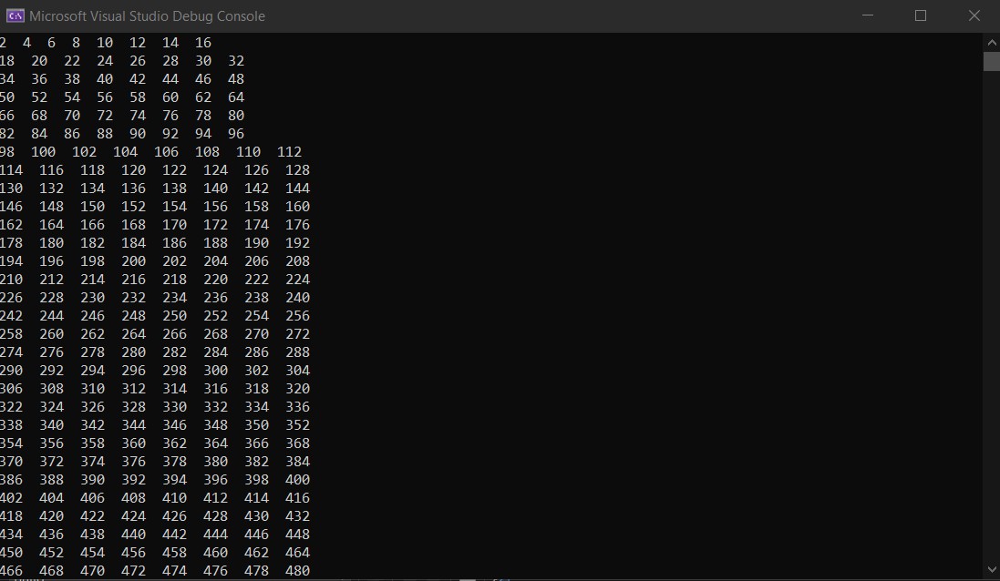 Microsoft Visual Studio Debug Console
2  4  6  8  10  12  14  16
18  20  22  24  26  28  30  32
34  36  38  40  42  44  46  48
50  52  54  56  58  60  62  64
66  68  70  72  74  76  78  80
82  84  86  88  90  92  94  96
98  100  102  104  106  108  110  112
114  116  118  120  122  124  126  128
130  132  134  136  138  140  142  144
146  148  150  152  154  156  158  160
162  164  166  168  170  172  174  176
178  180  182  184  186  188  190  192
194  196  198  200  202  204  206  208
210  212  214  216  218  220  222  224
226  228  230  232  234  236  238  240
242  244  246  248  250  252  254  256
258  260  262  264  266  268  270  272
274  276  278  280  282  284  286  288
290  292  294  296  298  300  302  304
306  308  310  312  314  316  318  320
322  324  326  328  330  332  334  336
338  340  342  344  346  348  350  352
354  356  358  360  362  364  366  368
370  372  374  376  378  380  382  384
386  388  390  392  394  396  398  400
402  404  406  408  410  412  414  416
418  420  422  424  426  428  430  432
434  436  438  440  442  444  446  448
450  452  454  456  458  460  462  464
466  468  470  472  474  476  478  480